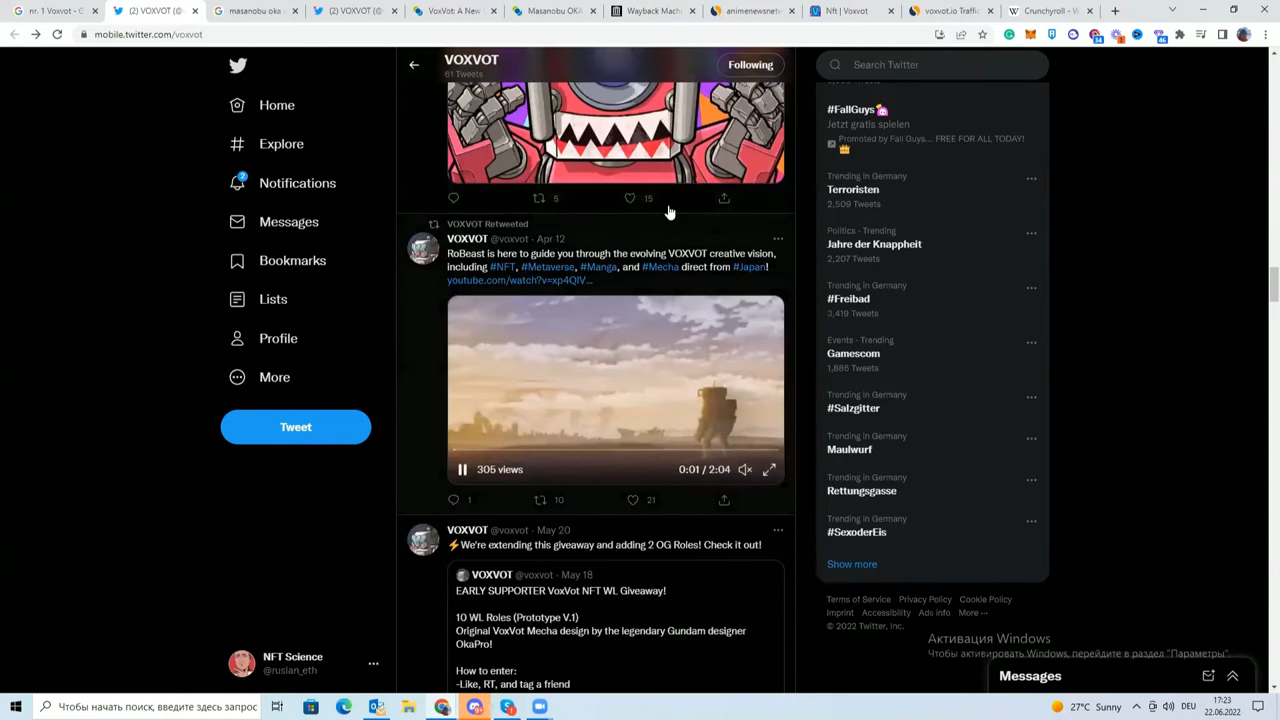 nr. 1 Voxvot - G
(2) VOXVOT (@
masanobu oka
(2) VOXVOT (@
VoxVot A New
Masanobu OKA
Wayback Mach
animenewsnet
Nft | Voxvot
voxvot.io Traffic
Crunchyroll - W
mobile.twitter.com/voxvot
VOXVOT
61 Tweets
Following
Search Twitter
Home
Explore
2
Notifications
Messages
Bookmarks
Lists
Profile
More
Tweet
5
15
VOXVOT Retweeted
VOXVOT @voxvot · Apr 12
RoBeast is here to guide you through the evolving VOXVOT creative vision,
including #NFT, #Metaverse, #Manga, and #Mecha direct from #Japan!
youtube.com/watch?v=xp4QIV…
305 views
0:01 / 2:04
1
10
21
VOXVOT @voxvot · May 20
⚡We're extending this giveaway and adding 2 OG Roles! Check it out!
VOXVOT @voxvot · May 18
EARLY SUPPORTER VoxVot NFT WL Giveaway!
10 WL Roles (Prototype V.1)
Original VoxVot Mecha design by the legendary Gundam designer
OkaPro!
How to enter:
-Like, RT, and tag a friend
#FallGuys
Jetzt gratis spielen
Promoted by Fall Guys... FREE FOR ALL TODAY!
Trending in Germany
Terroristen
2,509 Tweets
Politics · Trending
Jahre der Knappheit
2,207 Tweets
Trending in Germany
#Freibad
3,419 Tweets
Events · Trending
Gamescom
1,886 Tweets
Trending in Germany
#Salzgitter
Trending in Germany
Maulwurf
Trending in Germany
Rettungsgasse
Trending in Germany
#SexoderEis
Show more
Terms of Service Privacy Policy Cookie Policy
Imprint Accessibility Ads info More ···
© 2022 Twitter, Inc.
Активация Windows
Чтобы активировать Windows, перейдите в раздел "Параметры".
Messages
NFT Science
@ruslan_eth
Чтобы начать поиск, введите здесь запрос
27°C Sunny
DEU
17:23
22.06.2022